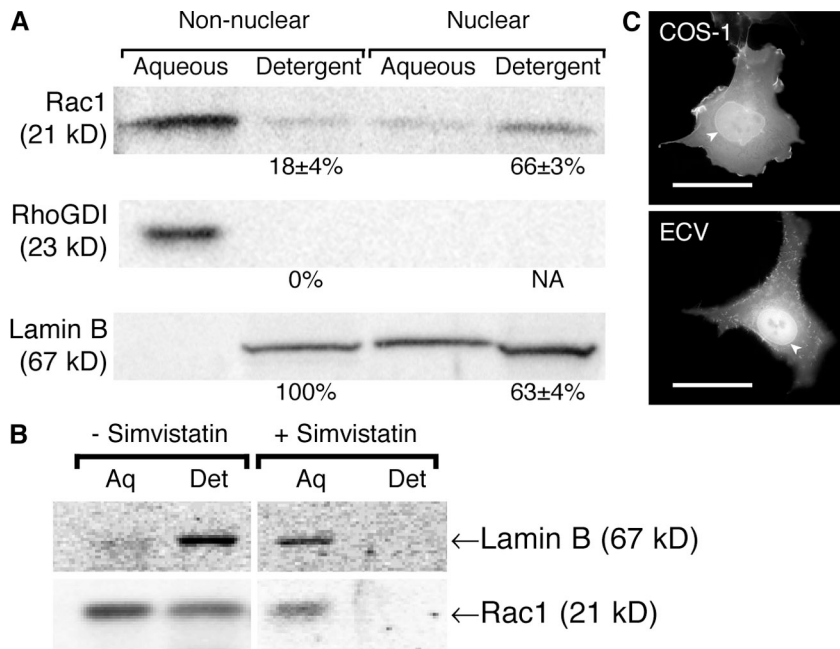 A
Non-nuclear Nuclear
Aqueous Detergent Aqueous Detergent
Rac1
(21 kD)
18±4% 66±3%
RhoGDI
(23 kD)
0% NA
Lamin B
(67 kD)
100% 63±4%
B
- Simvistatin + Simvistatin
Aq Det Aq Det
←Lamin B (67 kD)
←Rac1 (21 kD)
C
COS-1
ECV